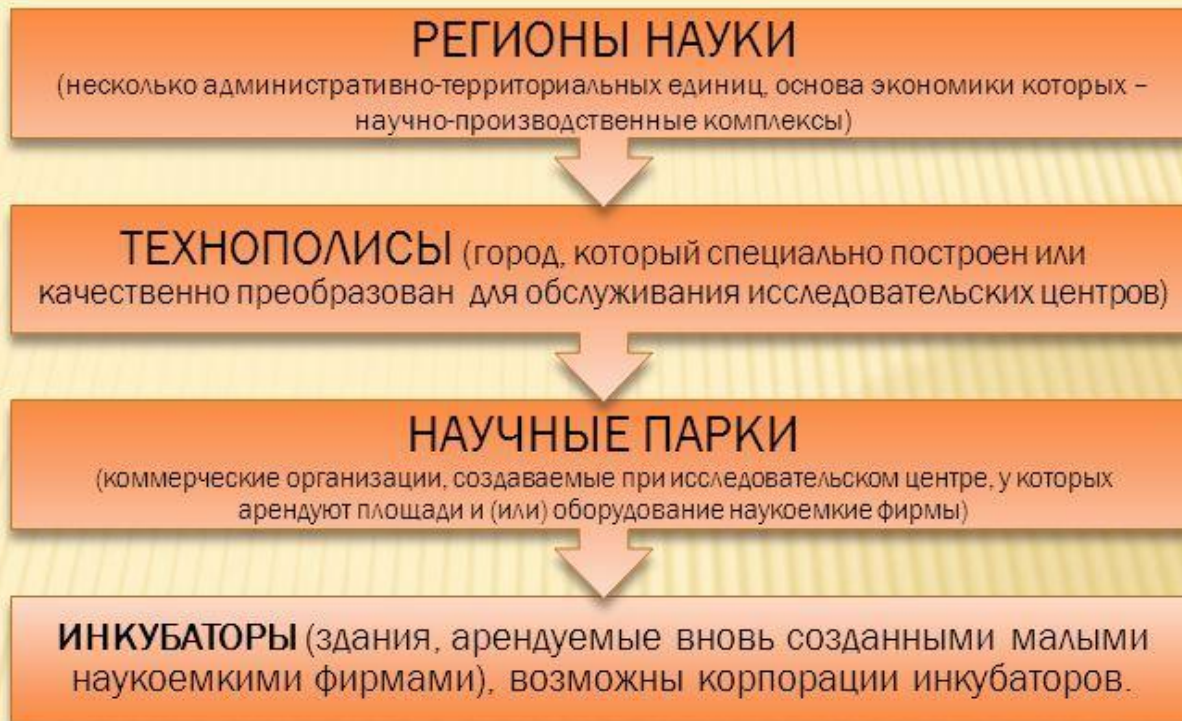 РЕГИОНЫ НАУКИ
(несколько административно-территориальных единиц, основа экономики которых –
научно-производственные комплексы)
ТЕХНОПОЛИСЫ (город, который специально построен или
качественно преобразован для обслуживания исследовательских центров)
НАУЧНЫЕ ПАРКИ
(коммерческие организации, создаваемые при исследовательском центре, у которых
арендуют площади и (или) оборудование наукоемкие фирмы)
ИНКУБАТОРЫ (здания, арендуемые вновь созданными малыми
наукоемкими фирмами), возможны корпорации инкубаторов.